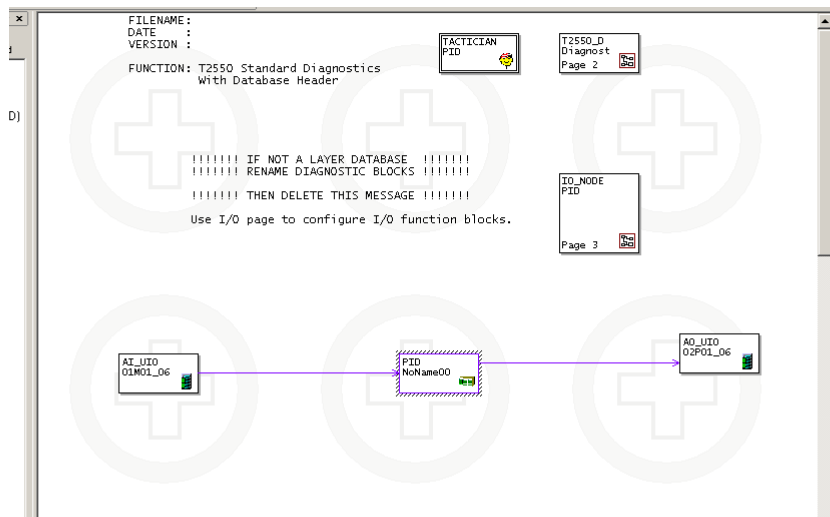 FILENAME:
DATE    :
VERSION :
FUNCTION: T2550 Standard Diagnostics
With Database Header
TACTICIAN
PID
T2550_D
Diagnost
Page 2
D)
!!!!!!! IF NOT A LAYER DATABASE  !!!!!!!
!!!!!!! RENAME DIAGNOSTIC BLOCKS !!!!!!!
!!!!!!! THEN DELETE THIS MESSAGE !!!!!!!
Use I/O page to configure I/O function blocks.
IO_NODE
PID
Page 3
AI_UIO
01M01_06
PID
NoName00
AO_UIO
02P01_06